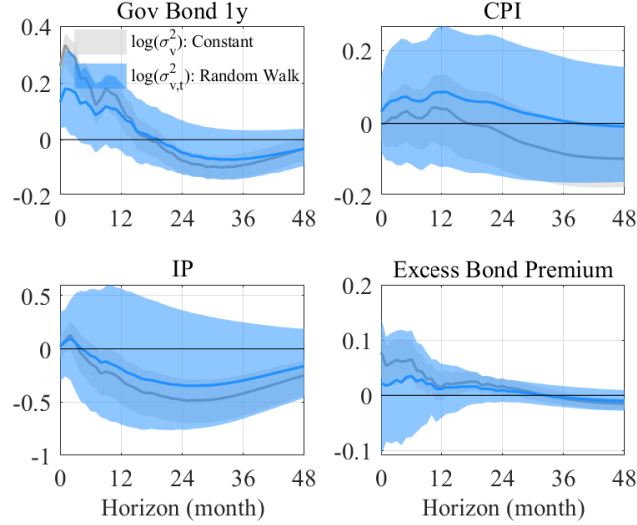 Gov Bond 1y
CPI
0.4
0.2
0
-0.2
log(σ²_v): Constant
log(σ²_v,t): Random Walk
0 12 24 36 48
0.2
0
-0.2
0 12 24 36 48
IP
Excess Bond Premium
0.5
0
-0.5
-1
0 12 24 36 48
Horizon (month)
0.2
0.1
0
-0.1
0 12 24 36 48
Horizon (month)